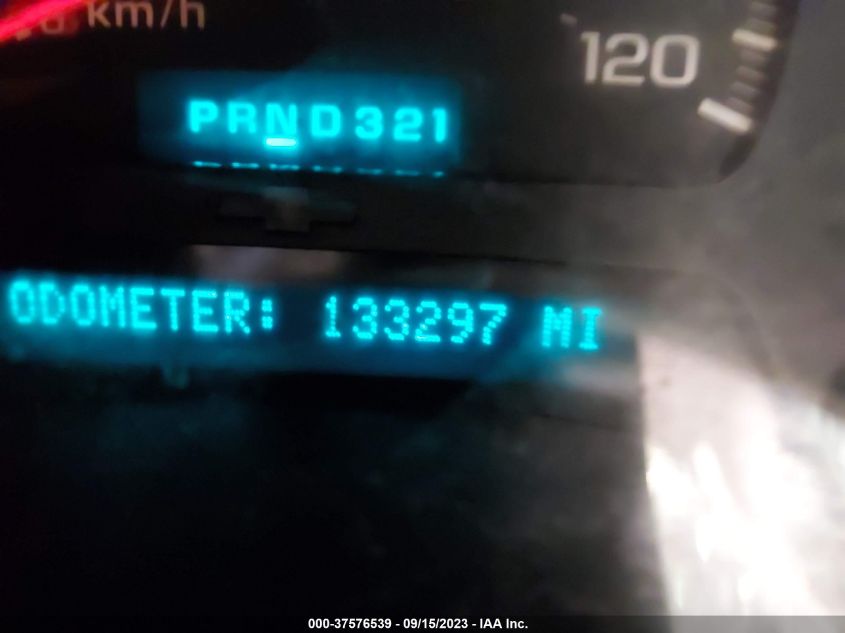 km/h
120
PRND321
ODOMETER: 133297 MI
000-37576539 - 09/15/2023 - IAA Inc.